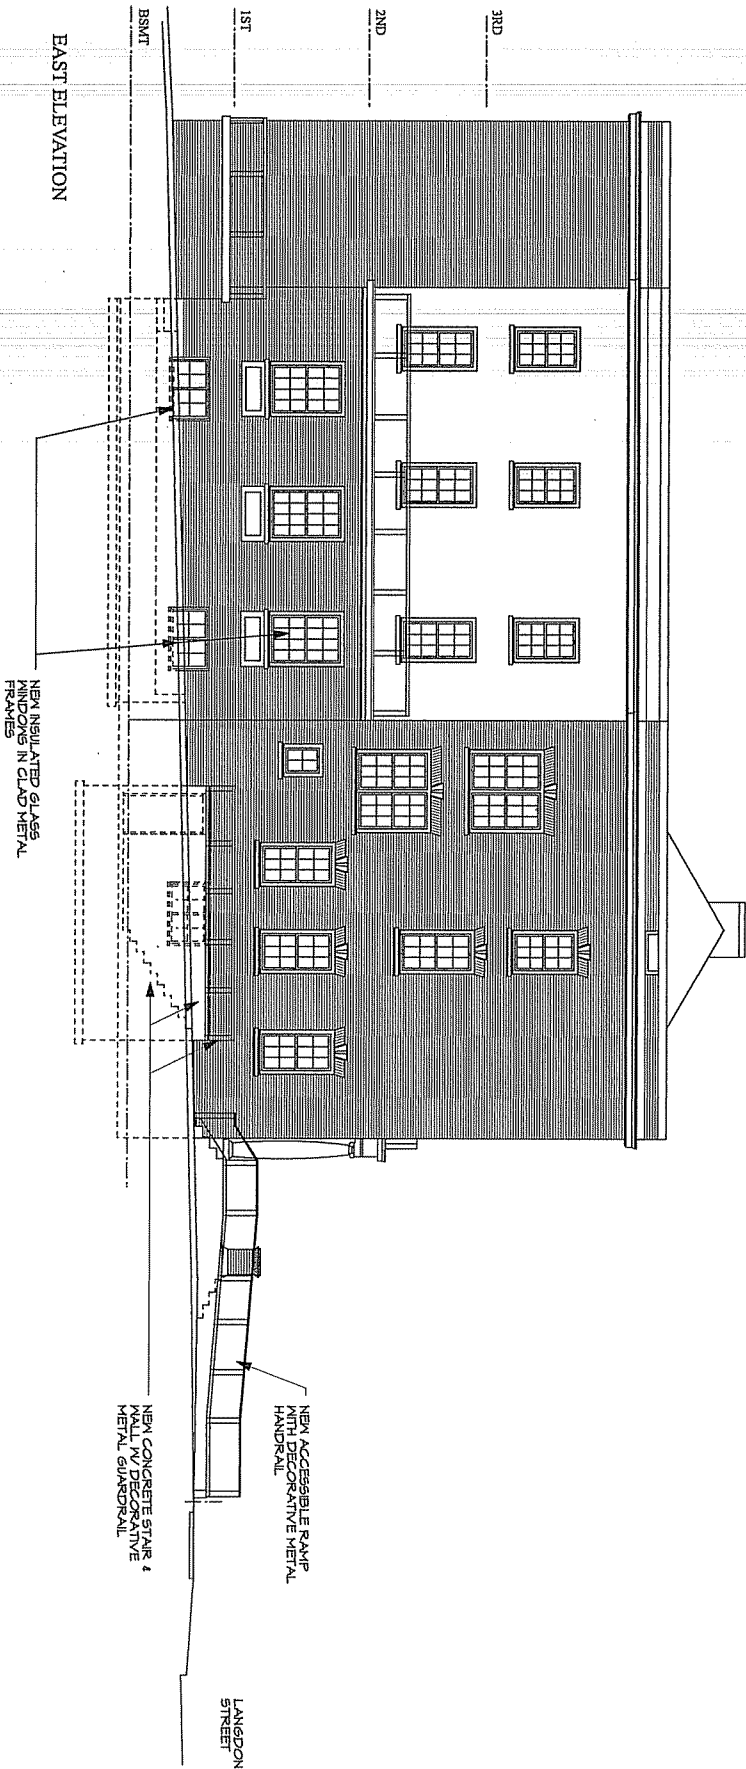 3RD
2ND
1ST
BSMT
EAST ELEVATION
NEW INSULATED GLASS
WINDOWS IN CLAD METAL
FRAMES
NEW ACCESSIBLE RAMP
WITH DECORATIVE METAL
HANDRAIL
NEW CONCRETE STAIR &
WALL W/ DECORATIVE
METAL GUARDRAIL
LANGDON
STREET